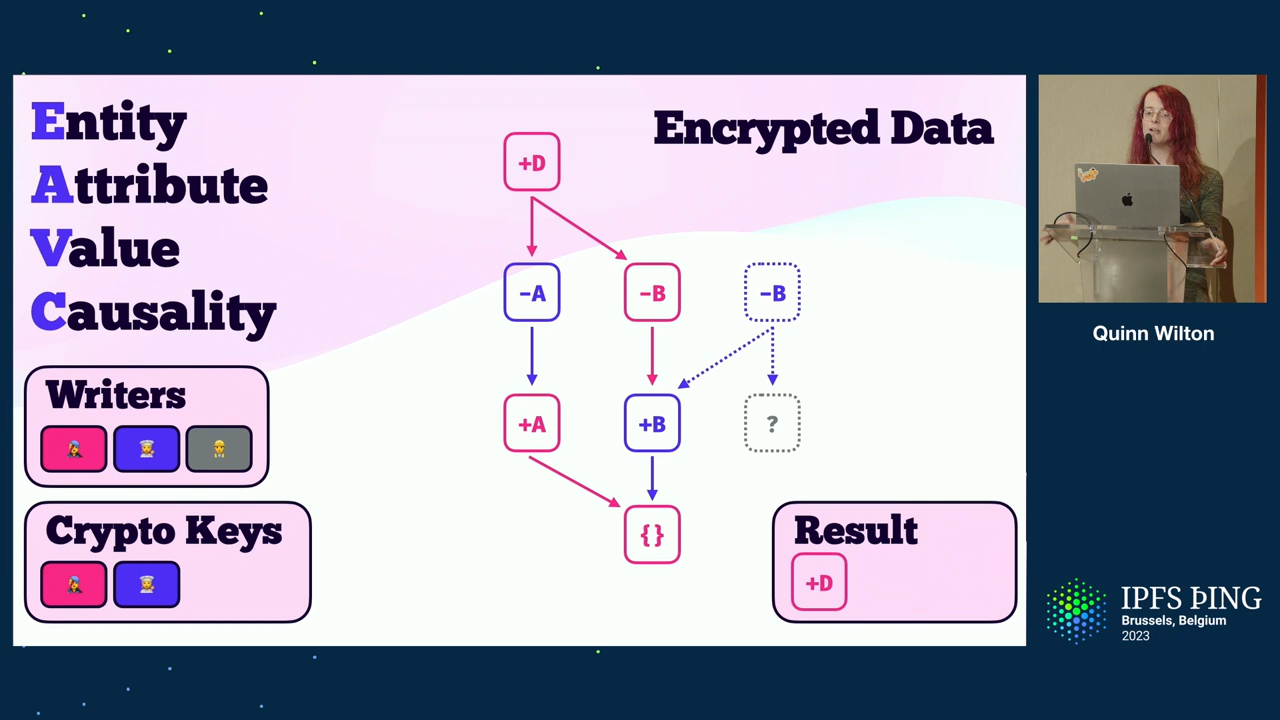 Entity
Attribute
Value
Causality
Encrypted Data
+D
−A
−B
−B
+A
+B
?
{}
Writers
Crypto Keys
Result
+D
Quinn Wilton
IPFS ÞING
Brussels, Belgium
2023